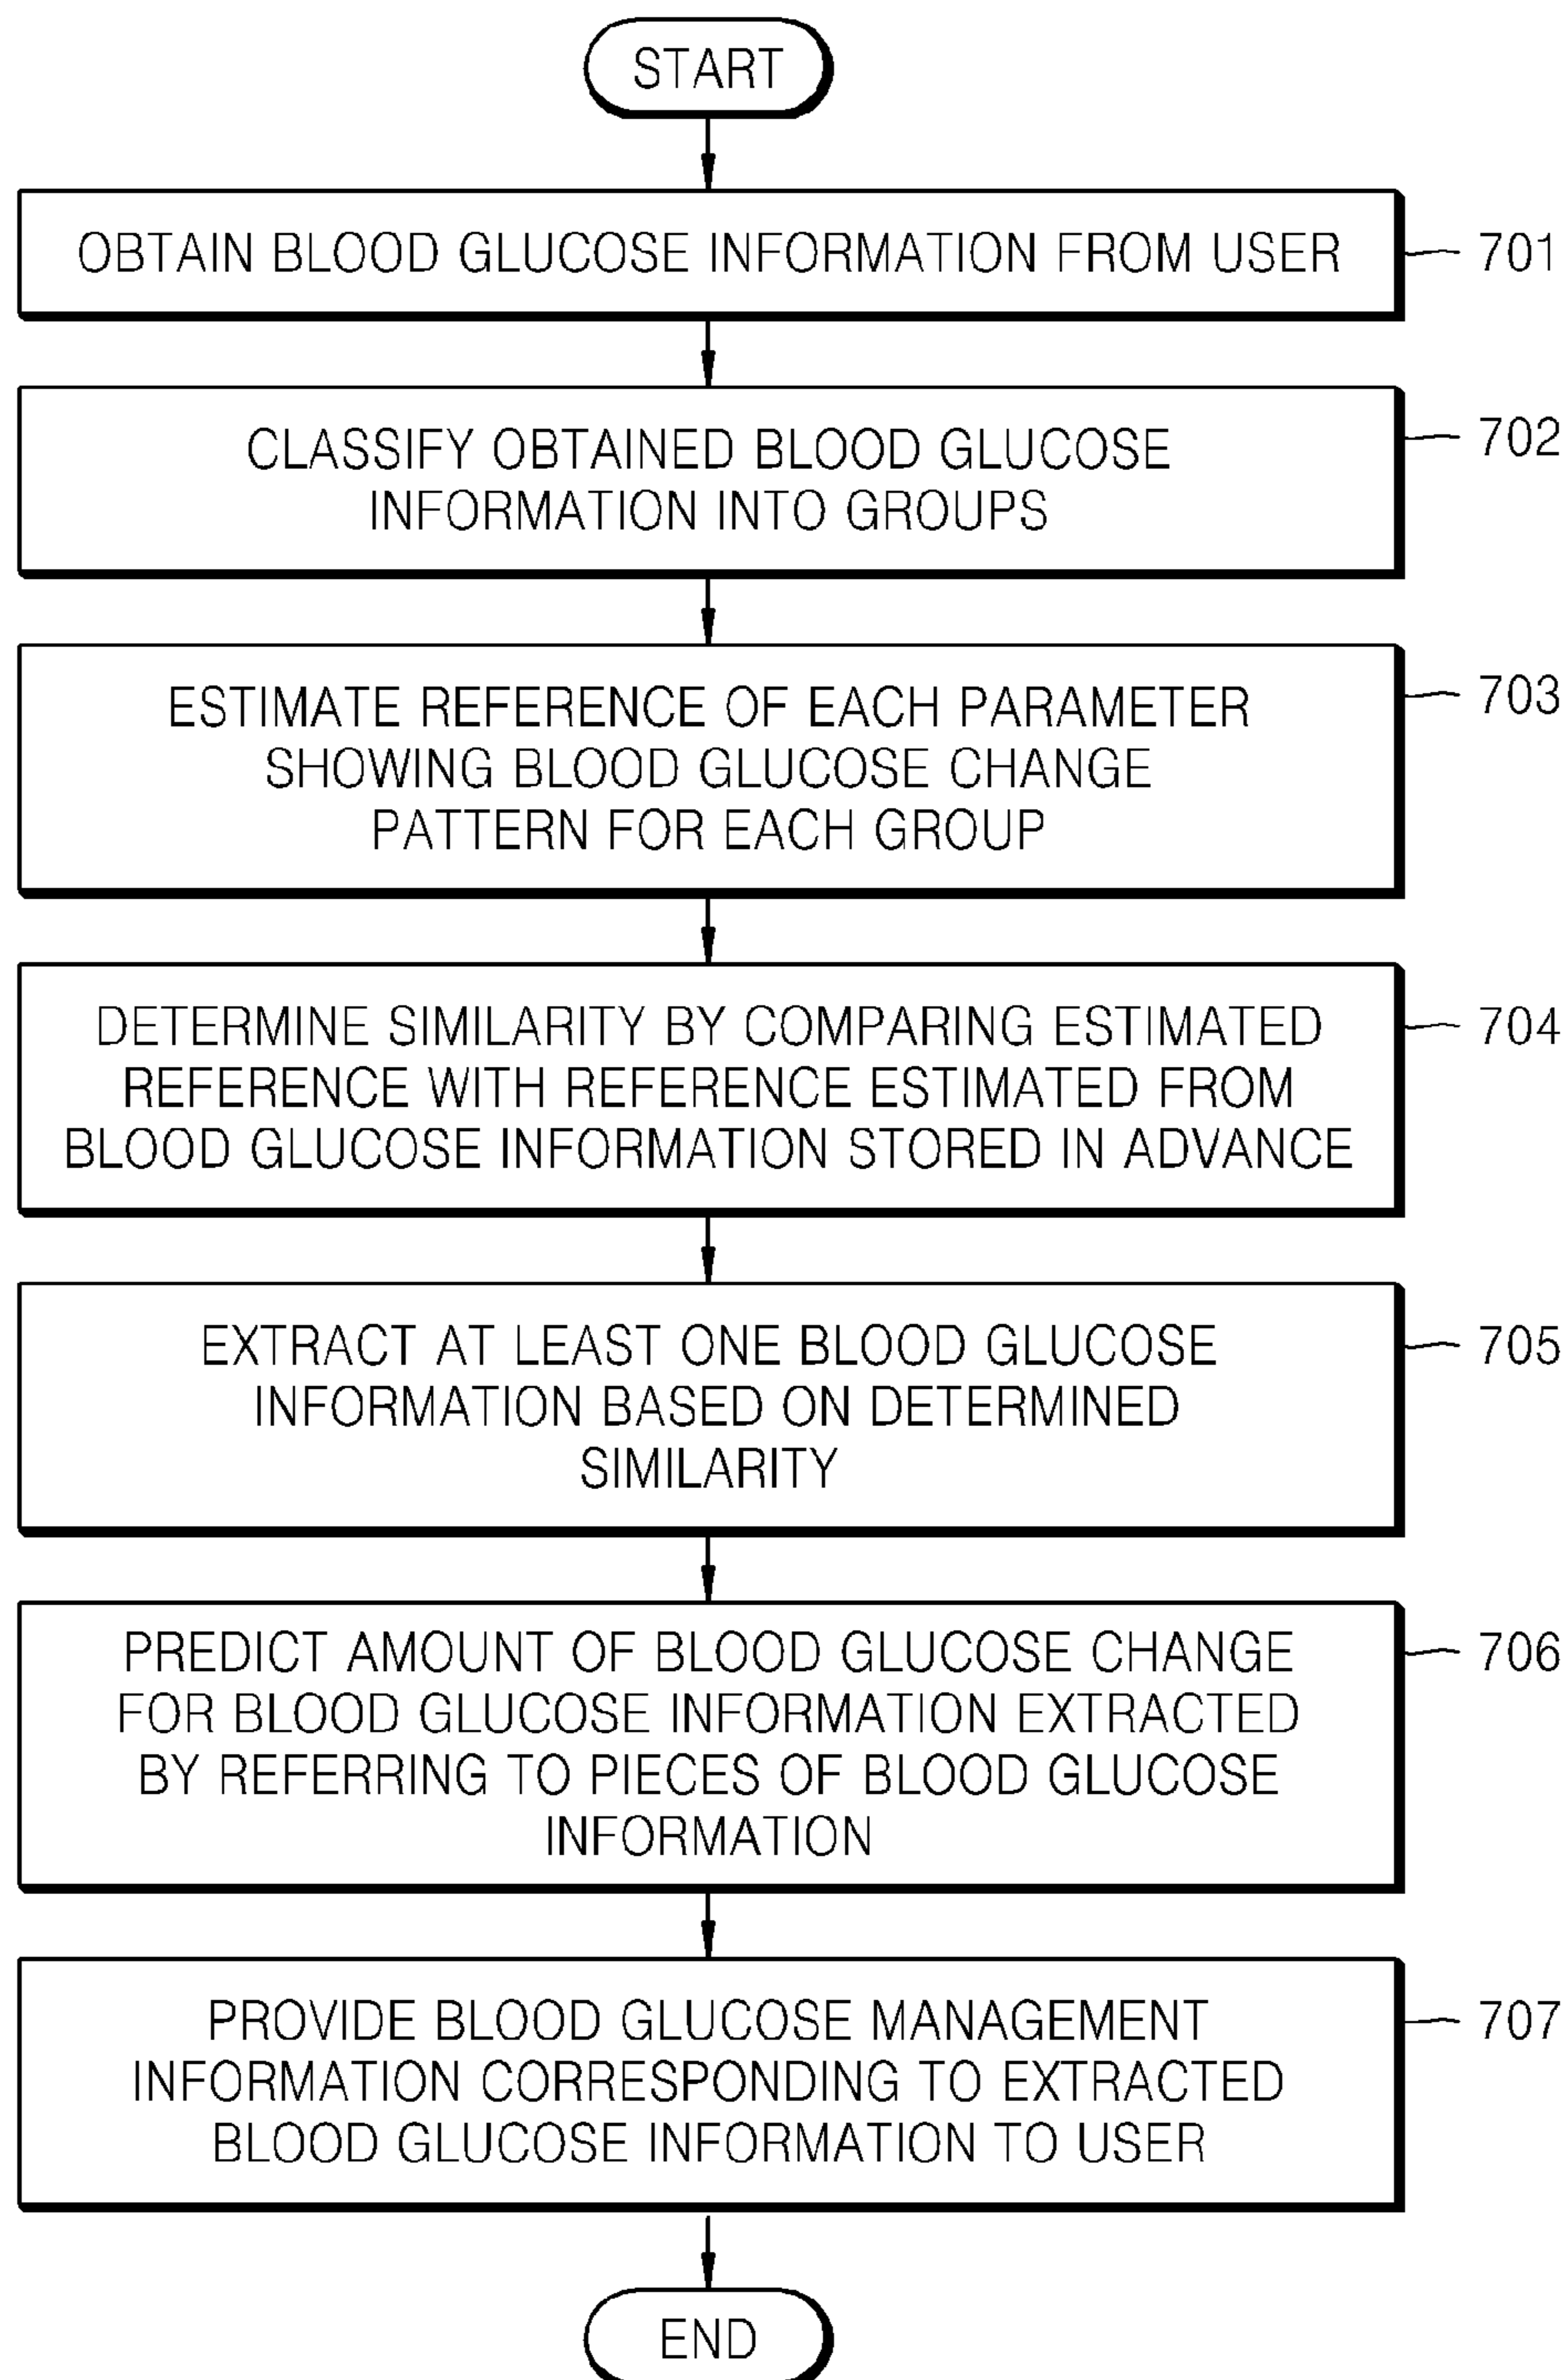 START
OBTAIN BLOOD GLUCOSE INFORMATION FROM USER
701
CLASSIFY OBTAINED BLOOD GLUCOSE
INFORMATION INTO GROUPS
702
ESTIMATE REFERENCE OF EACH PARAMETER
SHOWING BLOOD GLUCOSE CHANGE
PATTERN FOR EACH GROUP
703
DETERMINE SIMILARITY BY COMPARING ESTIMATED
REFERENCE WITH REFERENCE ESTIMATED FROM
BLOOD GLUCOSE INFORMATION STORED IN ADVANCE
704
EXTRACT AT LEAST ONE BLOOD GLUCOSE
INFORMATION BASED ON DETERMINED
SIMILARITY
705
PREDICT AMOUNT OF BLOOD GLUCOSE CHANGE
FOR BLOOD GLUCOSE INFORMATION EXTRACTED
BY REFERRING TO PIECES OF BLOOD GLUCOSE
INFORMATION
706
PROVIDE BLOOD GLUCOSE MANAGEMENT
INFORMATION CORRESPONDING TO EXTRACTED
BLOOD GLUCOSE INFORMATION TO USER
707
END